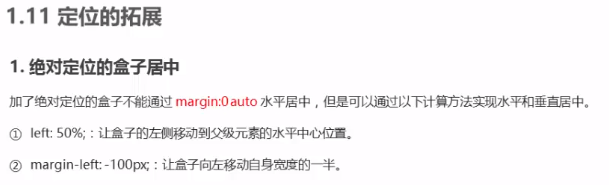 1.11 定位的拓展
1. 绝对定位的盒子居中
加了绝对定位的盒子不能通过 margin:0 auto 水平居中，但是可以通过以下计算方法实现水平和垂直居中。
① left: 50%;：让盒子的左侧移动到父级元素的水平中心位置。
② margin-left: -100px;：让盒子向左移动自身宽度的一半。